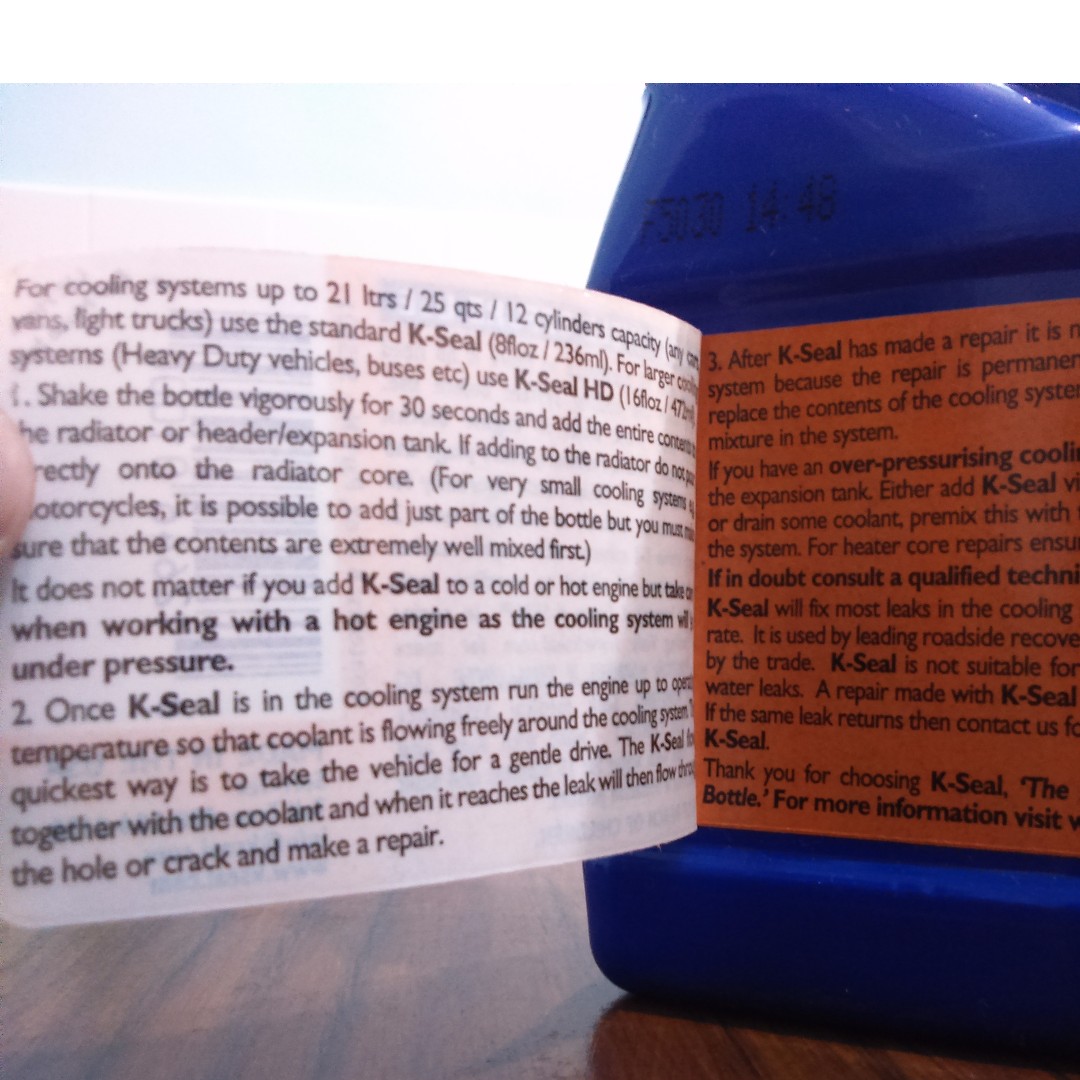 F5030 14:48
For cooling systems up to 21 ltrs / 25 qts / 12 cylinders capacity (any
vans, light trucks) use the standard K-Seal (8floz / 236ml). For larger
systems (Heavy Duty vehicles, buses etc) use K-Seal HD (16floz /
1. Shake the bottle vigorously for 30 seconds and add the entire
he radiator or header/expansion tank. If adding to the radiator do not
rectly onto the radiator core. (For very small cooling systems
otorcycles, it is possible to add just part of the bottle but you must
sure that the contents are extremely well mixed first.)
It does not matter if you add K-Seal to a cold or hot engine but take
when working with a hot engine as the cooling system will
under pressure.
2. Once K-Seal is in the cooling system run the engine up to
temperature so that coolant is flowing freely around the cooling system.
quickest way is to take the vehicle for a gentle drive. The K-Seal
together with the coolant and when it reaches the leak will then flow
the hole or crack and make a repair.
3. After K-Seal has made a repair it is n
system because the repair is permanen
replace the contents of the cooling syste
mixture in the system.
If you have an over-pressurising cooli
the expansion tank. Either add K-Seal vi
or drain some coolant, premix this with
the system. For heater core repairs ensu
If in doubt consult a qualified techni
K-Seal will fix most leaks in the cooling
rate. It is used by leading roadside recove
by the trade. K-Seal is not suitable for
water leaks. A repair made with K-Seal
If the same leak returns then contact us fo
K-Seal.
Thank you for choosing K-Seal, 'The
Bottle.' For more information visit w